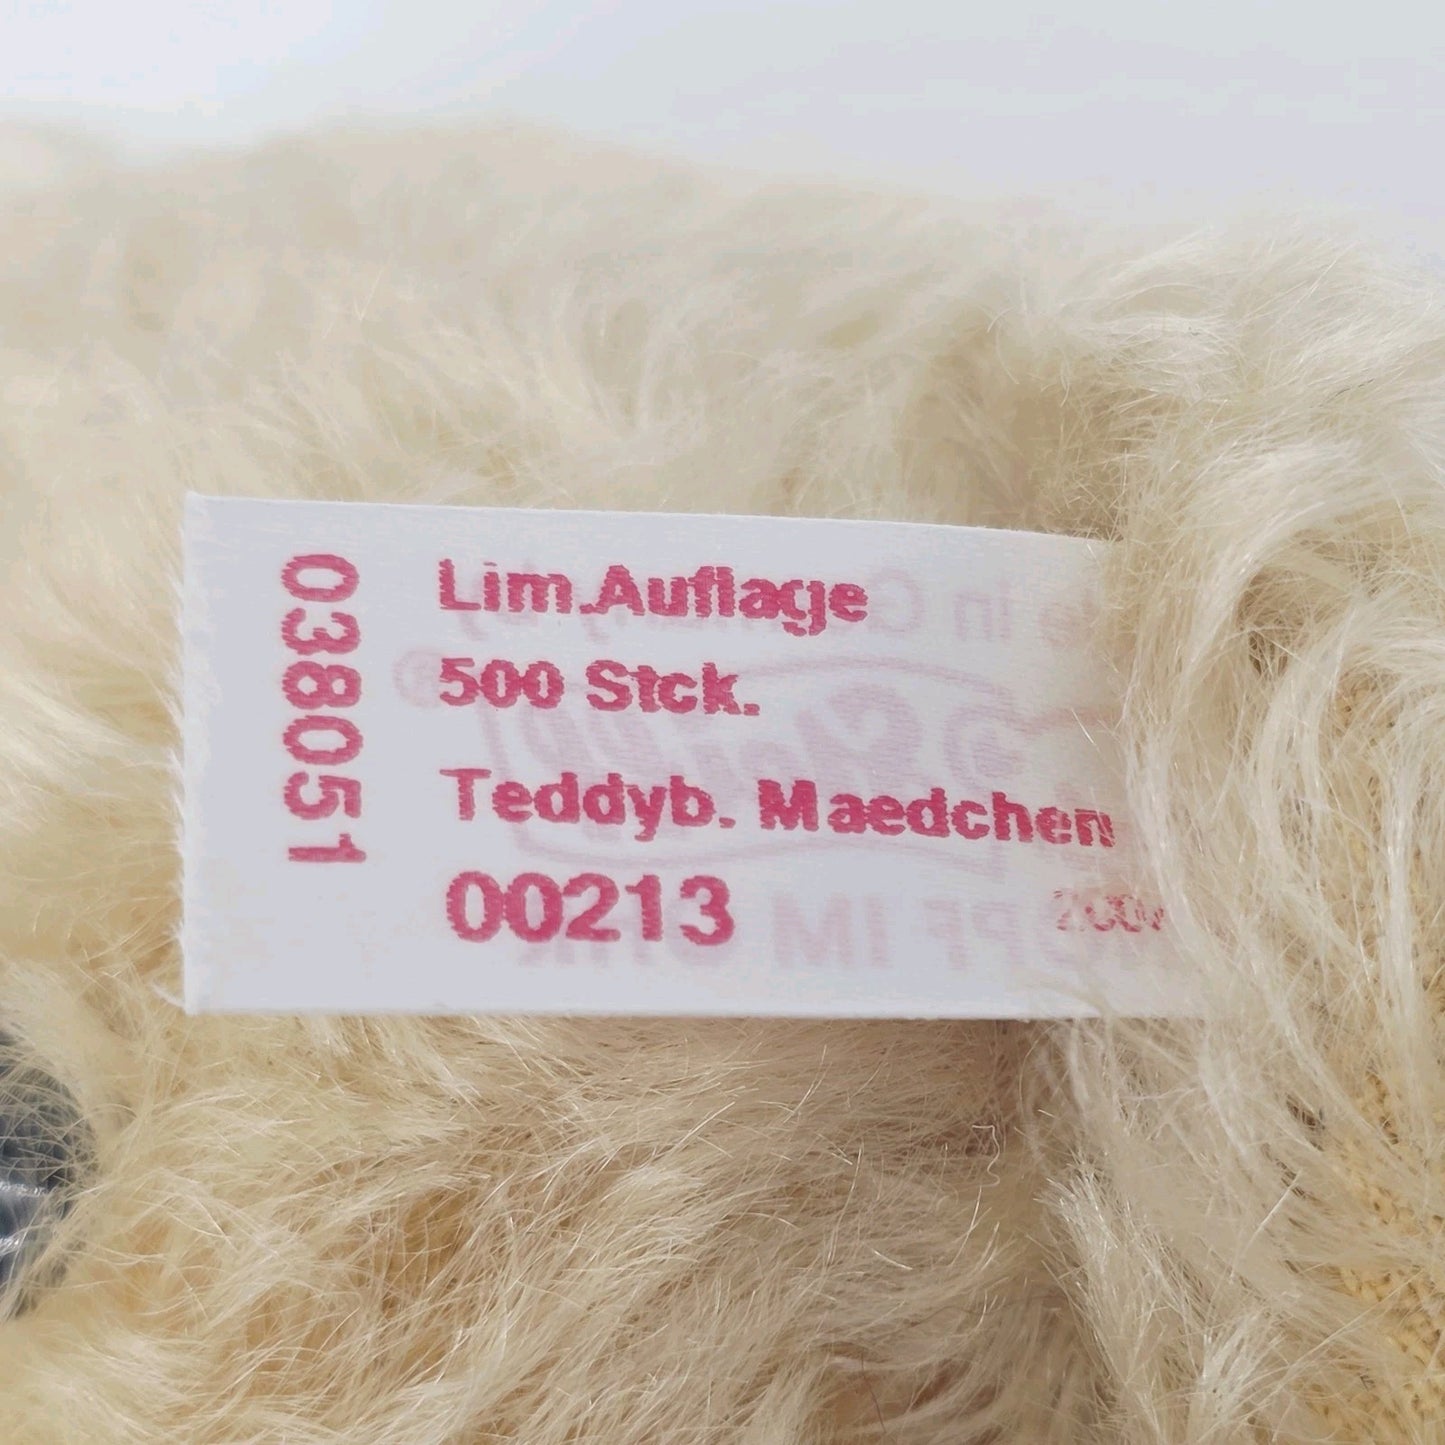 038051
Lim.Auflage
500 Stck.
Teddyb. Maedchen
00213